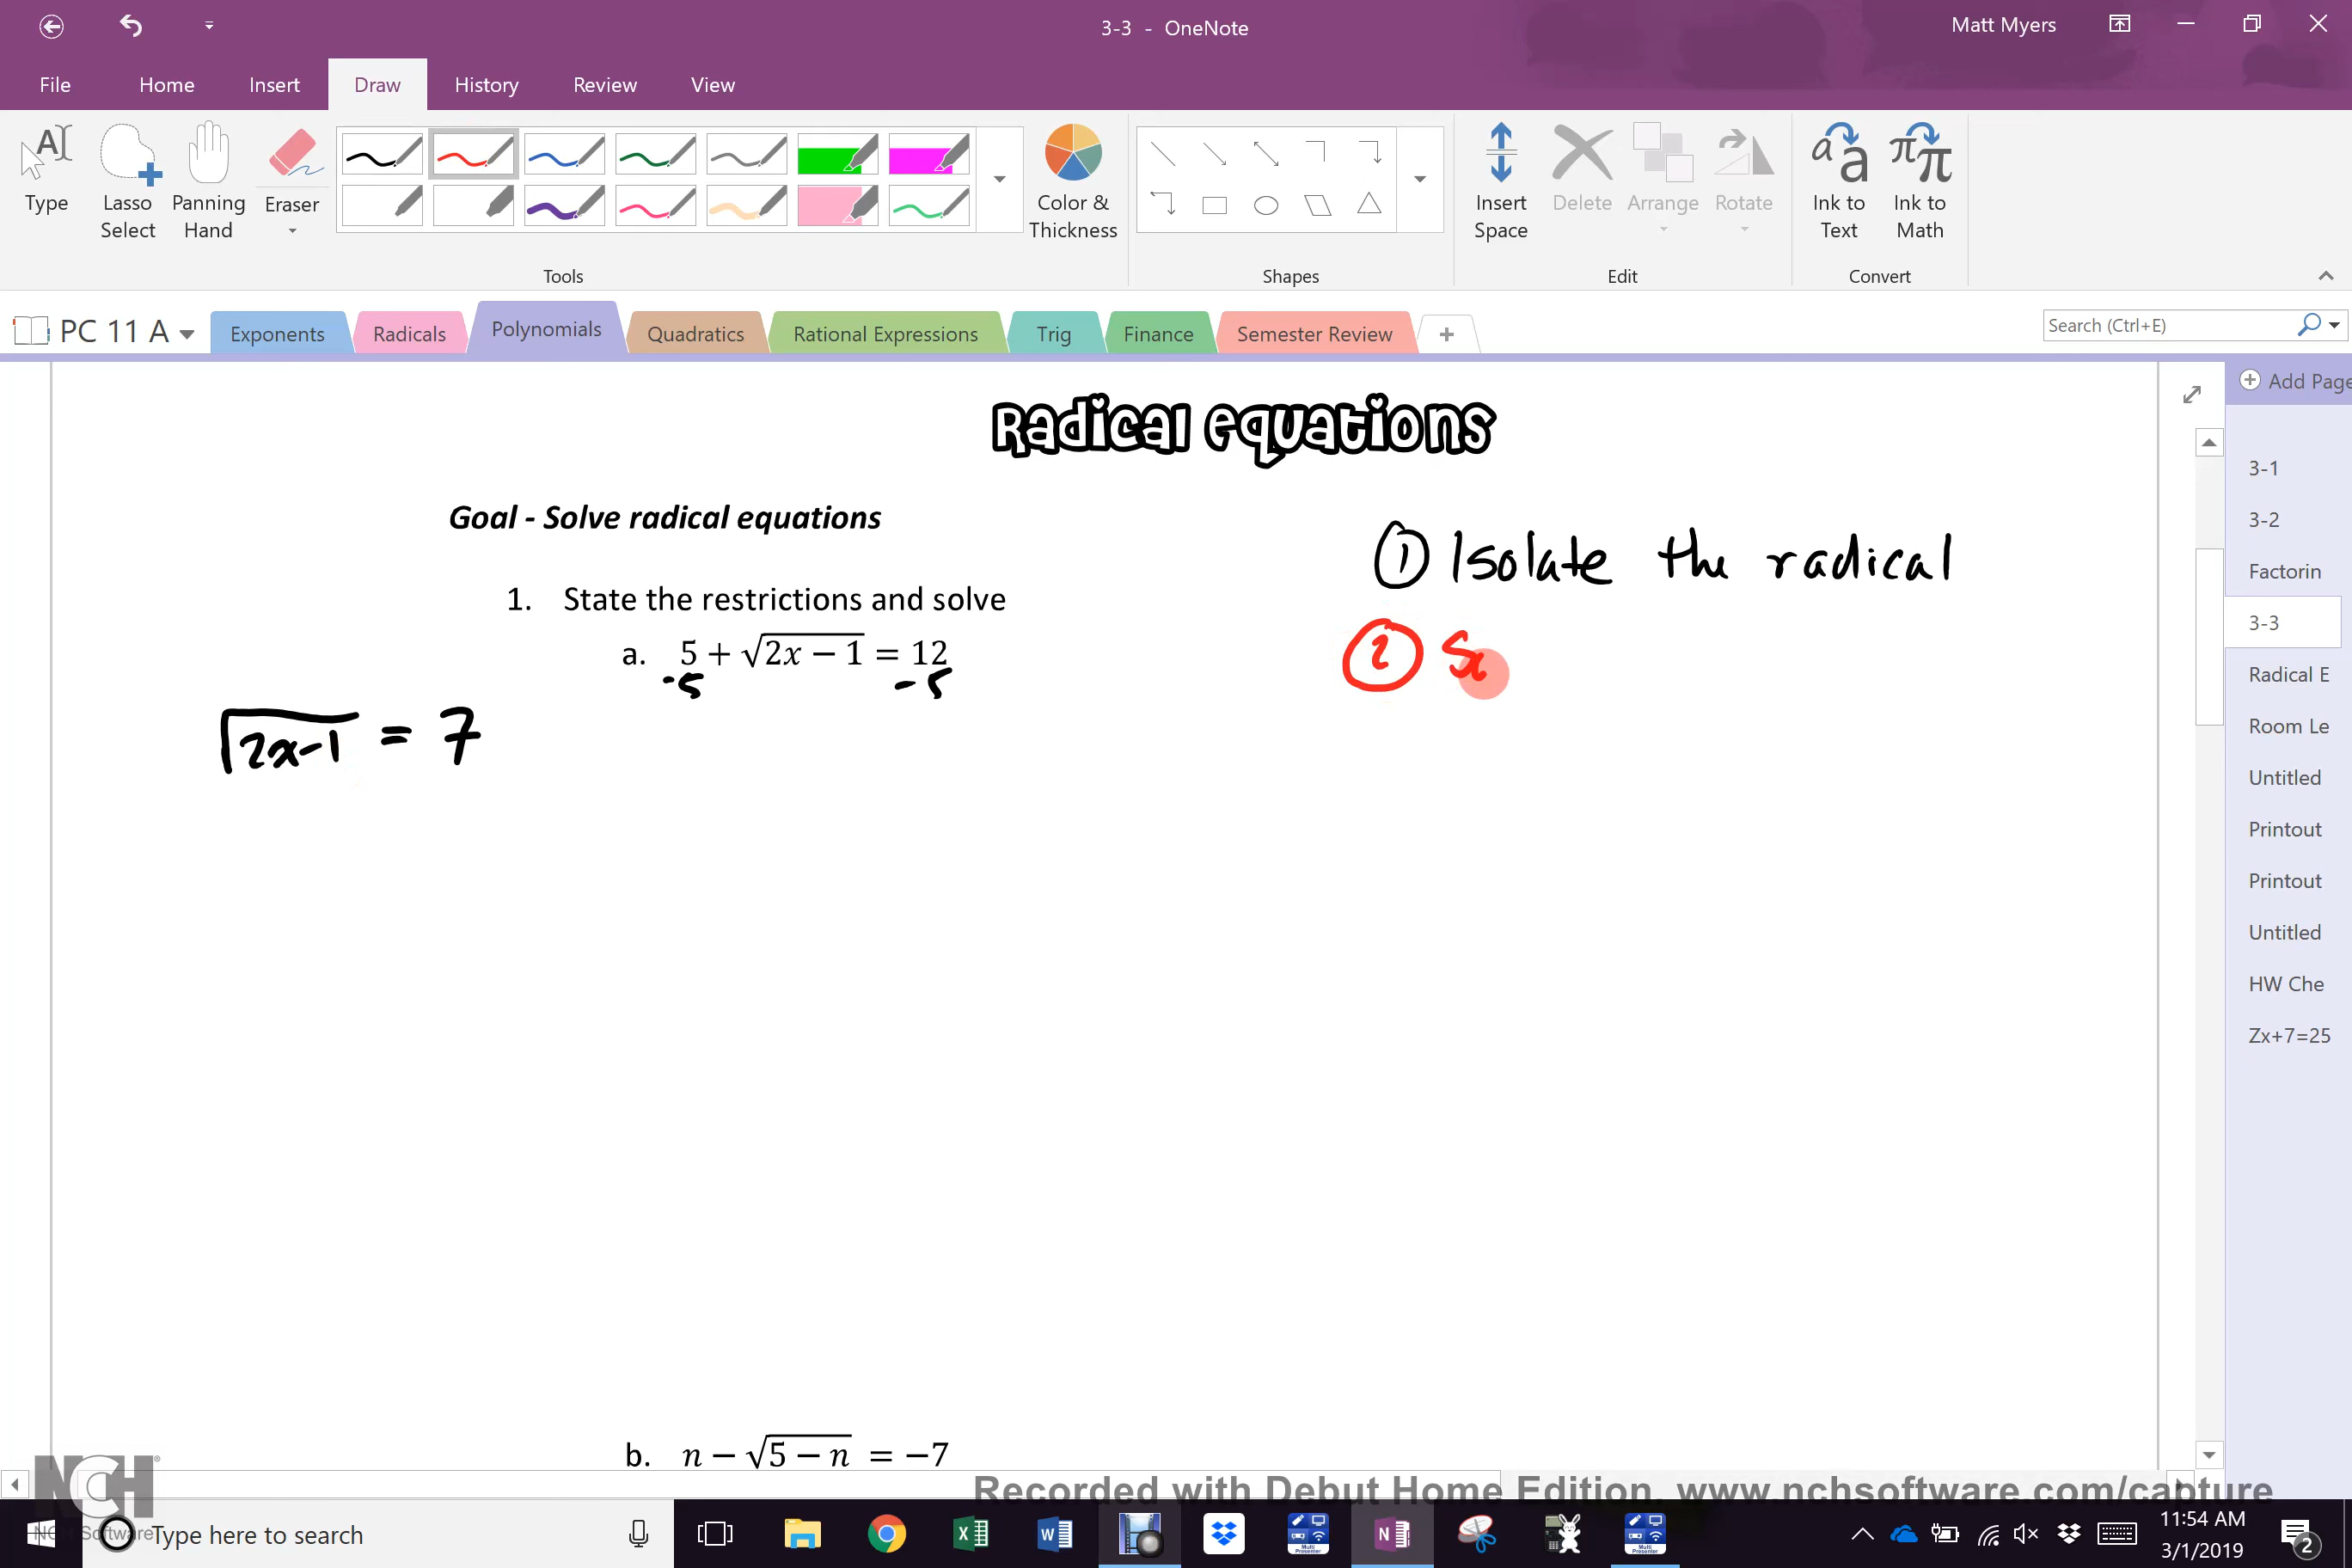 3-3 - OneNote
Matt Myers
File Home Insert Draw History Review View
Type
Lasso Select
Panning Hand
Eraser
Color & Thickness
Insert Space
Delete
Arrange
Rotate
Ink to Text
Ink to Math
Tools
Shapes
Edit
Convert
PC 11 A
Exponents Radicals Polynomials Quadratics Rational Expressions Trig Finance Semester Review
Search (Ctrl+E)
Radical equations
Goal - Solve radical equations
① Isolate the radical
1. State the restrictions and solve
a. 5 + √2x − 1 = 12
-5 -5
②
√2x-1 = 7
b. n − √5 − n = −7
Add Page
3-1
3-2
Factorin
3-3
Radical E
Room Le
Untitled
Printout
Printout
Untitled
HW Che
Zx+7=25
NCH
NCH Software
Recorded with Debut Home Edition. www.nchsoftware.com/capture
Type here to search
11:54 AM
3/1/2019
2